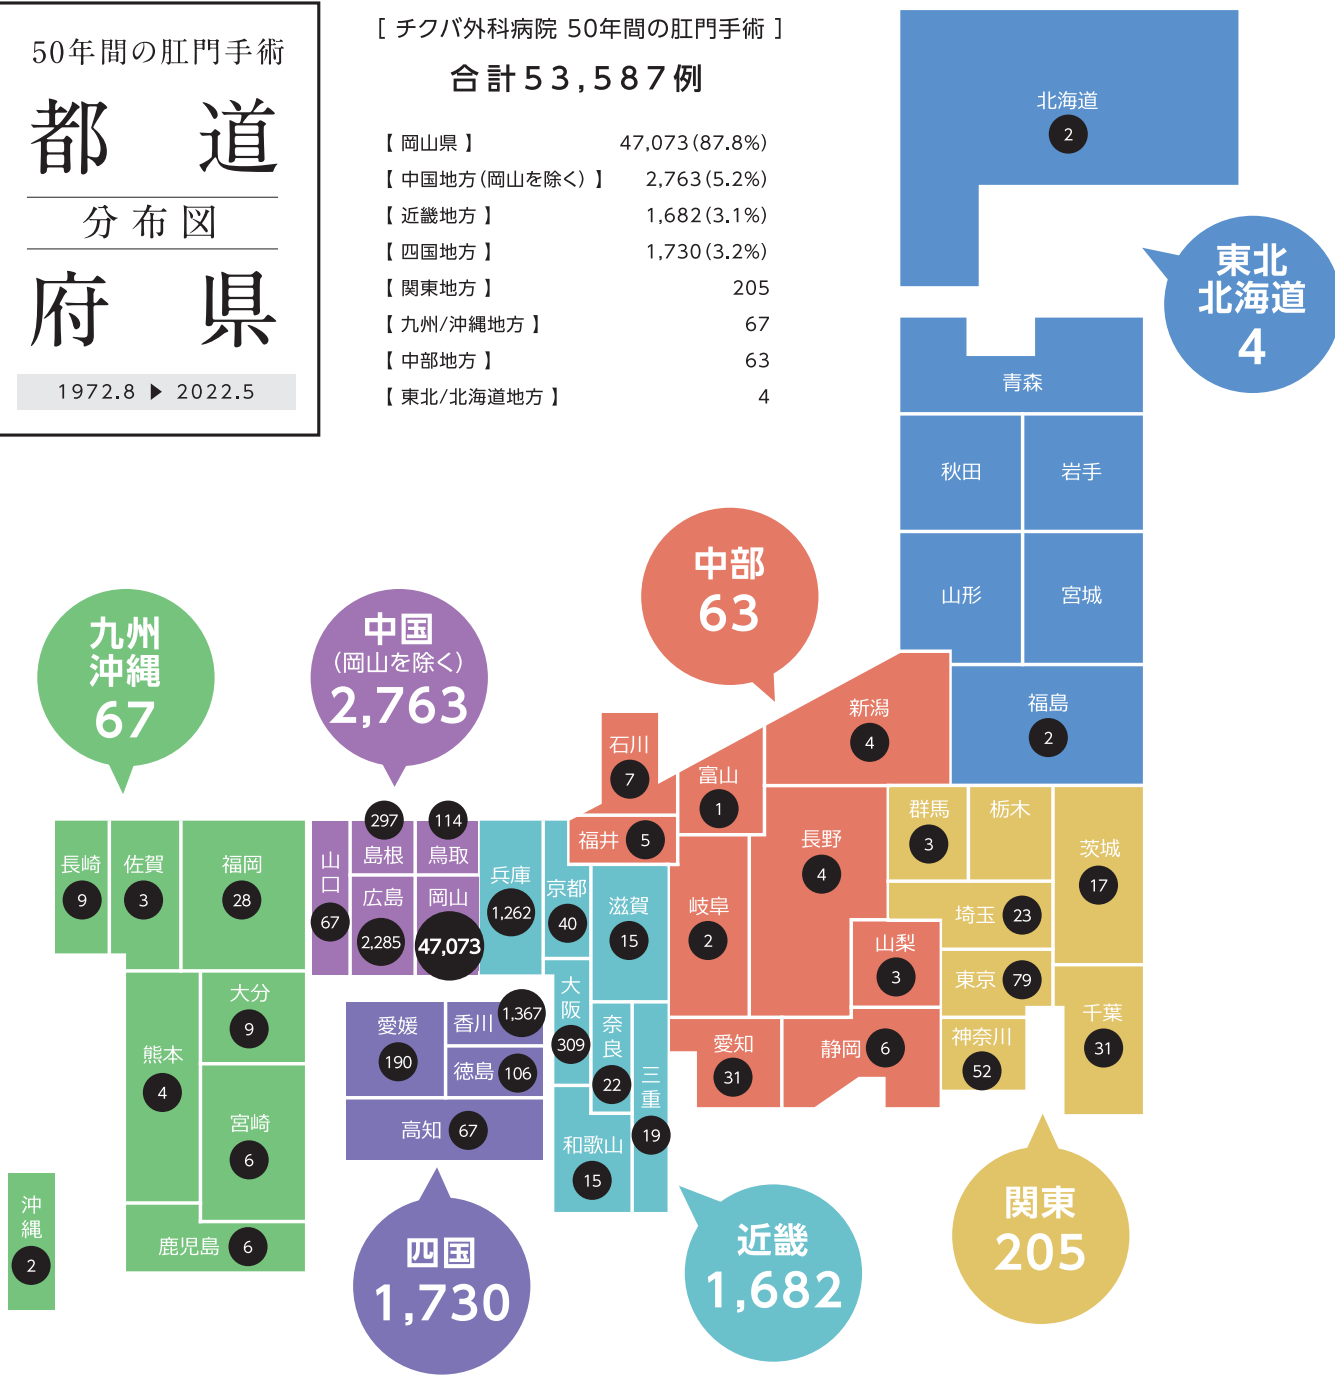 50年間の肛門手術
都道
分布図
府県
1972.8 ▶ 2022.5
[ チクバ外科病院 50年間の肛門手術 ]
合計53,587例
【 岡山県 】 47,073(87.8%)
【 中国地方(岡山を除く) 】 2,763(5.2%)
【 近畿地方 】 1,682(3.1%)
【 四国地方 】 1,730(3.2%)
【 関東地方 】 205
【 九州/沖縄地方 】 67
【 中部地方 】 63
【 東北/北海道地方 】 4
北海道
2
東北
北海道
4
青森
秋田
岩手
山形
宮城
福島
2
中部
63
新潟
4
石川
7
富山
1
福井
5
長野
4
岐阜
2
山梨
3
愛知
31
静岡
6
群馬
3
栃木
茨城
17
埼玉
23
東京
79
千葉
31
神奈川
52
関東
205
九州
沖縄
67
長崎
9
佐賀
3
福岡
28
大分
9
熊本
4
宮崎
6
鹿児島
6
沖縄
2
中国
(岡山を除く)
2,763
山口
67
297
島根
114
鳥取
広島
2,285
岡山
47,073
兵庫
1,262
京都
40
滋賀
15
大阪
309
奈良
22
三重
19
和歌山
15
近畿
1,682
愛媛
190
香川
1,367
徳島
106
高知
67
四国
1,730